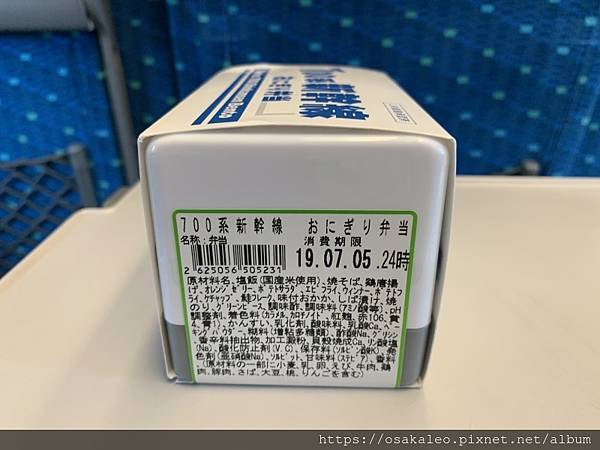 700系新幹線 おにぎり弁当
名称:弁当
消費期限
2 625056 505231
19.07.05.24時
原材料名、塩飯(国産米使用)、焼そば、鶏唐揚
げ、オレンジゼリー、ポテトサラダ、エビフライ、ウィンナー、ポテトフ
ライ、ケチャップ、鮭フレーク、味付おかか、しば漬け、焼
のり、グリーンピース、調味酢、調味料(アミノ酸等)、pH
調整剤、着色料(カラメル、カロチノイド、紅麹、赤106、黄
4、青1)、かんすい、乳化剤、酸味料、乳酸Ca、ベ
ーキングパウダー、糊料(増粘多糖類)、酢酸Na、グリシン
、香辛料抽出物、加工澱粉、貝殻焼成Ca、リン酸塩
(Na)、酸化防止剤(V.C)、保存料(ソルビン酸K)、発
色剤(亜硝酸Na)、ソルビット、甘味料(ステビア)、香料、
(原材料の一部に小麦、乳、卵、えび、牛肉、鶏
肉、豚肉、さば、大豆、桃、りんごを含む)
https://osakaleo.pixnet.net/album